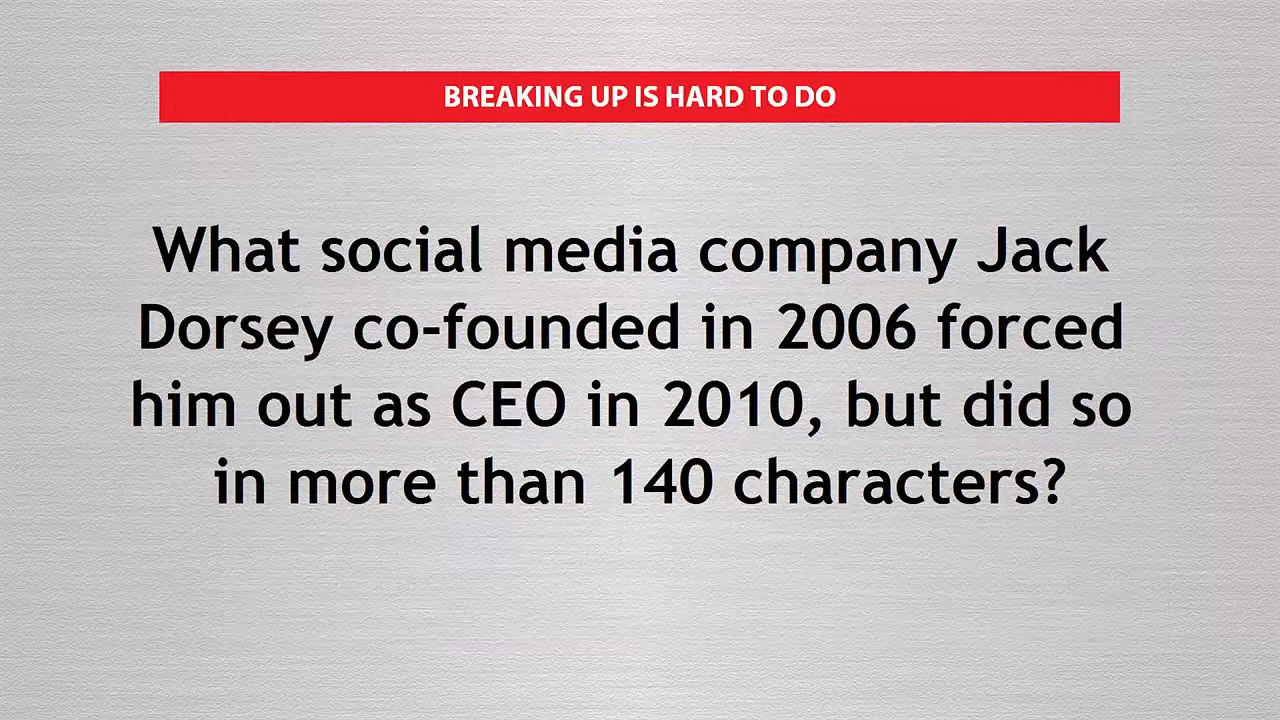 BREAKING UP IS HARD TO DO
What social media company Jack
Dorsey co-founded in 2006 forced
him out as CEO in 2010, but did so
in more than 140 characters?